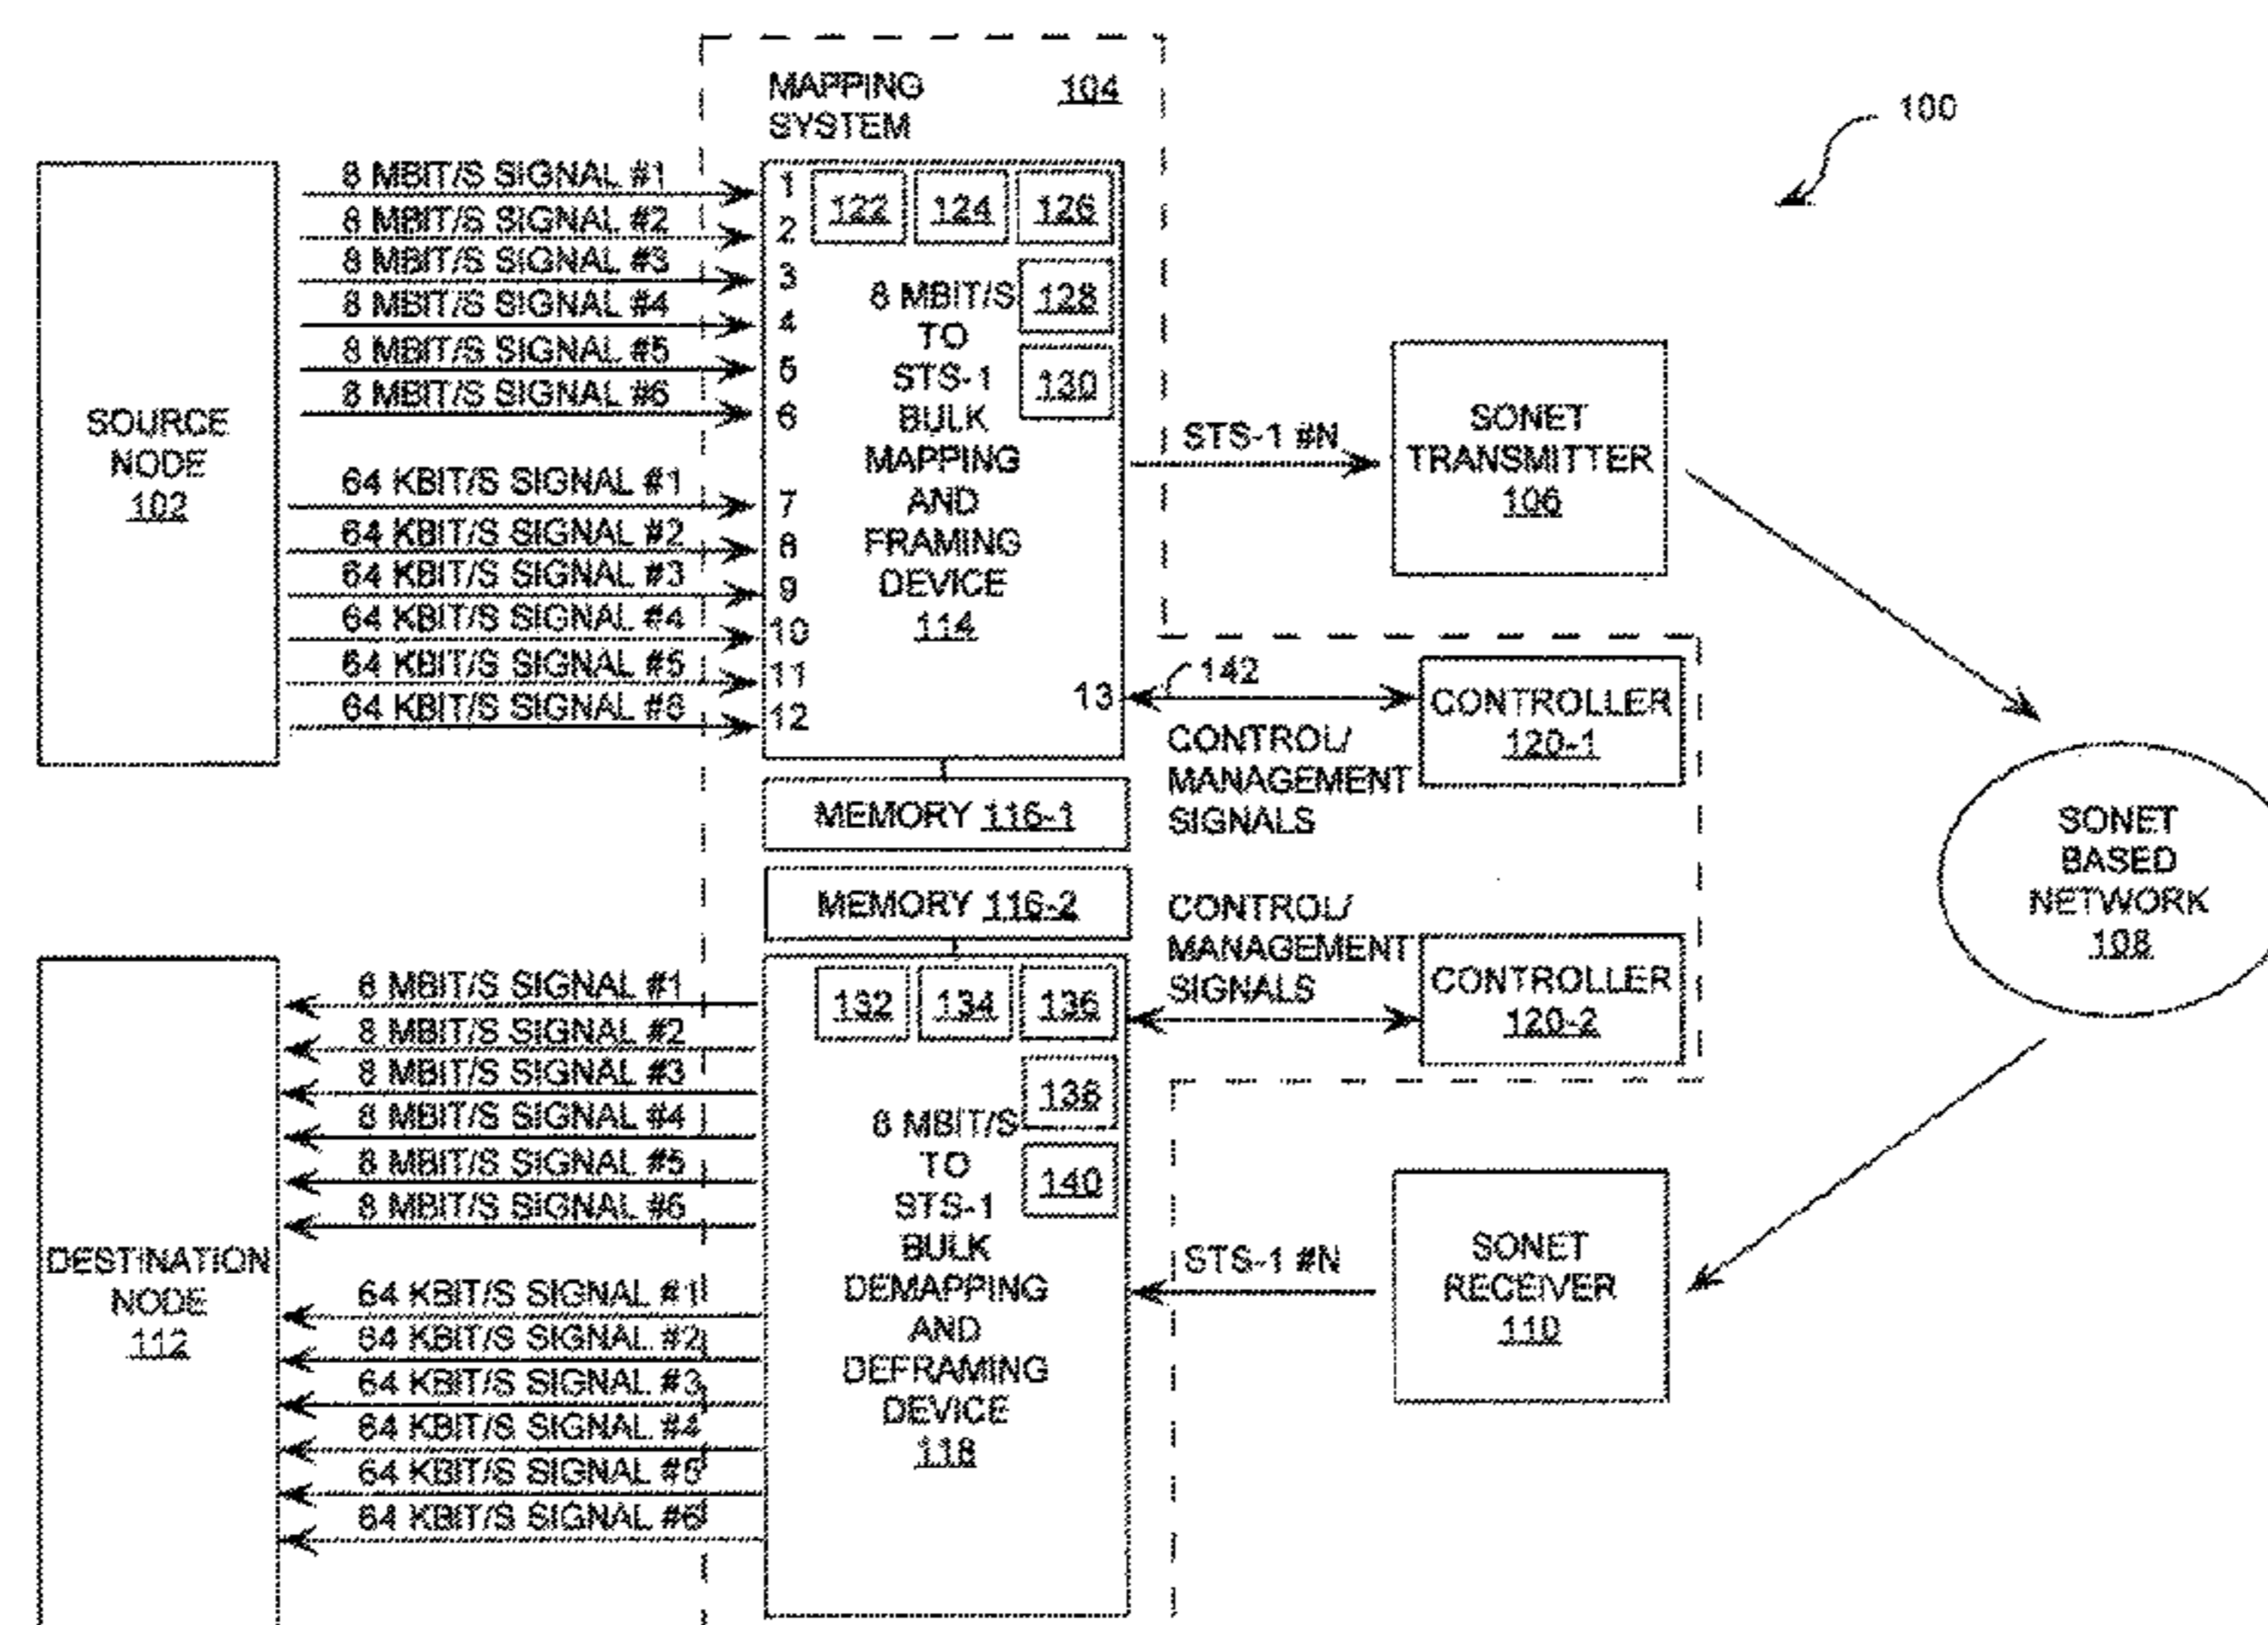 MAPPING 104
SYSTEM
100
SOURCE
NODE
102
8 MBIT/S SIGNAL #1
8 MBIT/S SIGNAL #2
8 MBIT/S SIGNAL #3
8 MBIT/S SIGNAL #4
8 MBIT/S SIGNAL #5
8 MBIT/S SIGNAL #6
64 KBIT/S SIGNAL #1
64 KBIT/S SIGNAL #2
64 KBIT/S SIGNAL #3
64 KBIT/S SIGNAL #4
64 KBIT/S SIGNAL #5
64 KBIT/S SIGNAL #6
1
2
3
4
5
6
7
8
9
10
11
12
122 124 126
128
130
8 MBIT/S
TO
STS-1
BULK
MAPPING
AND
FRAMING
DEVICE
114
13
STS-1 #N
SONET
TRANSMITTER
106
142
CONTROL/
MANAGEMENT
SIGNALS
CONTROLLER
120-1
MEMORY 116-1
SONET
BASED
NETWORK
108
MEMORY 116-2
CONTROL/
MANAGEMENT
SIGNALS
CONTROLLER
120-2
DESTINATION
NODE
112
8 MBIT/S SIGNAL #1
8 MBIT/S SIGNAL #2
8 MBIT/S SIGNAL #3
8 MBIT/S SIGNAL #4
8 MBIT/S SIGNAL #5
8 MBIT/S SIGNAL #6
64 KBIT/S SIGNAL #1
64 KBIT/S SIGNAL #2
64 KBIT/S SIGNAL #3
64 KBIT/S SIGNAL #4
64 KBIT/S SIGNAL #5
64 KBIT/S SIGNAL #6
132 134 136
138
140
8 MBIT/S
TO
STS-1
BULK
DEMAPPING
AND
DEFRAMING
DEVICE
118
STS-1 #N
SONET
RECEIVER
110